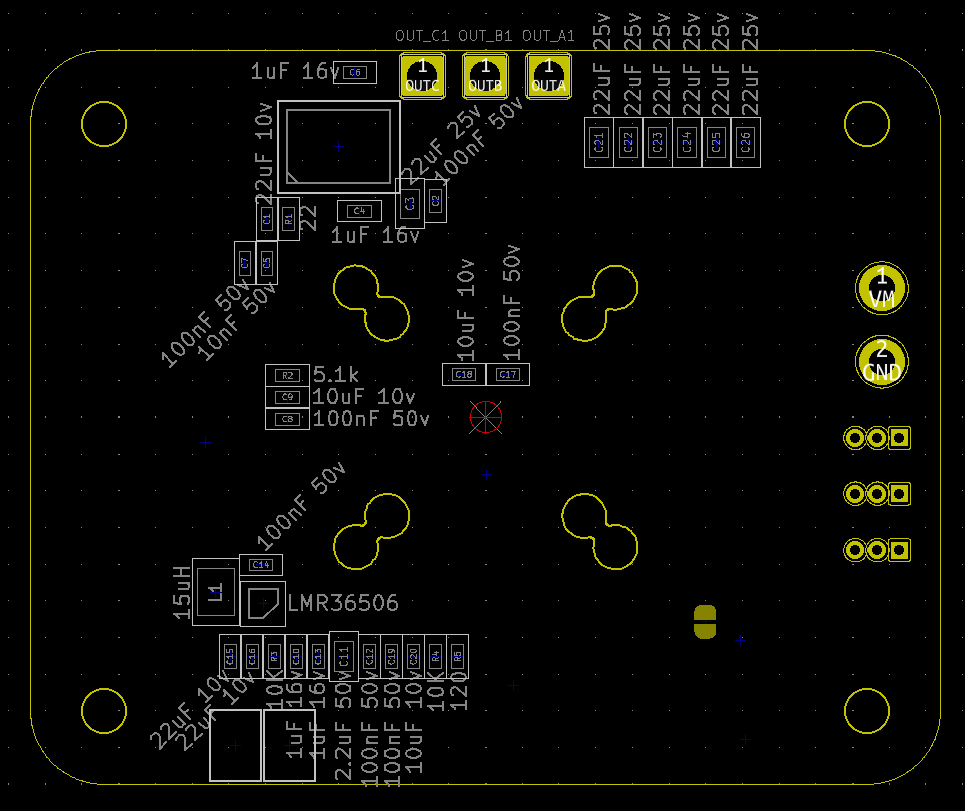 OUT_C1 OUT_B1 OUT_A1
1 1 1
OUTC OUTB OUTA
1uF 16v
C6
22uF 25v
22uF 25v
22uF 25v
22uF 25v
22uF 25v
22uF 25v
C21 C22 C23 C24 C25 C26
22uF 10v
22uF 25v
100nF 50v
C1 R1 22
C4 C3 C2
1uF 16v
C7 C5
100nF 50v
10nF 50v
10uF 10v
100nF 50v
C18 C17
1
VM
2
GND
R2 5.1k
C9 10uF 10v
C8 100nF 50v
100nF 50v
C14
15uH
L1
LMR36506
C15 C16 R3 C10 C13 C11 C12 C19 C20 R4 R5
22uF 10v
22uF 10v
10K
1uF 16v
1uF 16v
2.2uF 50v
100nF 50v
100nF 50v
10uF 10v
10K
120